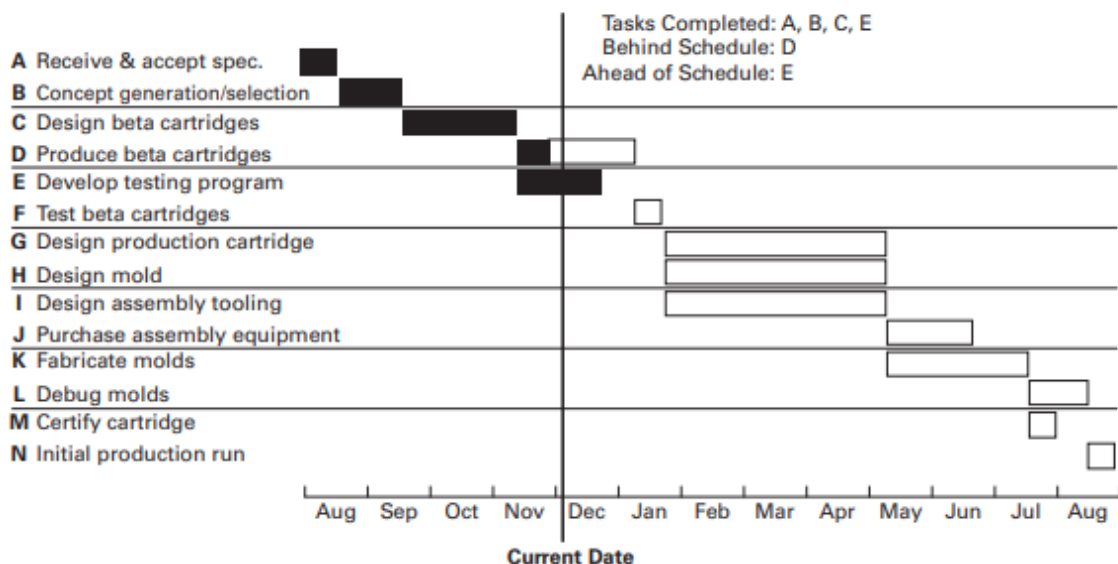 Tasks Completed: A, B, C, E
Behind Schedule: D
Ahead of Schedule: E
A Receive & accept spec.
B Concept generation/selection
C Design beta cartridges
D Produce beta cartridges
E Develop testing program
F Test beta cartridges
G Design production cartridge
H Design mold
I Design assembly tooling
J Purchase assembly equipment
K Fabricate molds
L Debug molds
M Certify cartridge
N Initial production run
Aug Sep Oct Nov Dec Jan Feb Mar Apr May Jun Jul Aug
Current Date